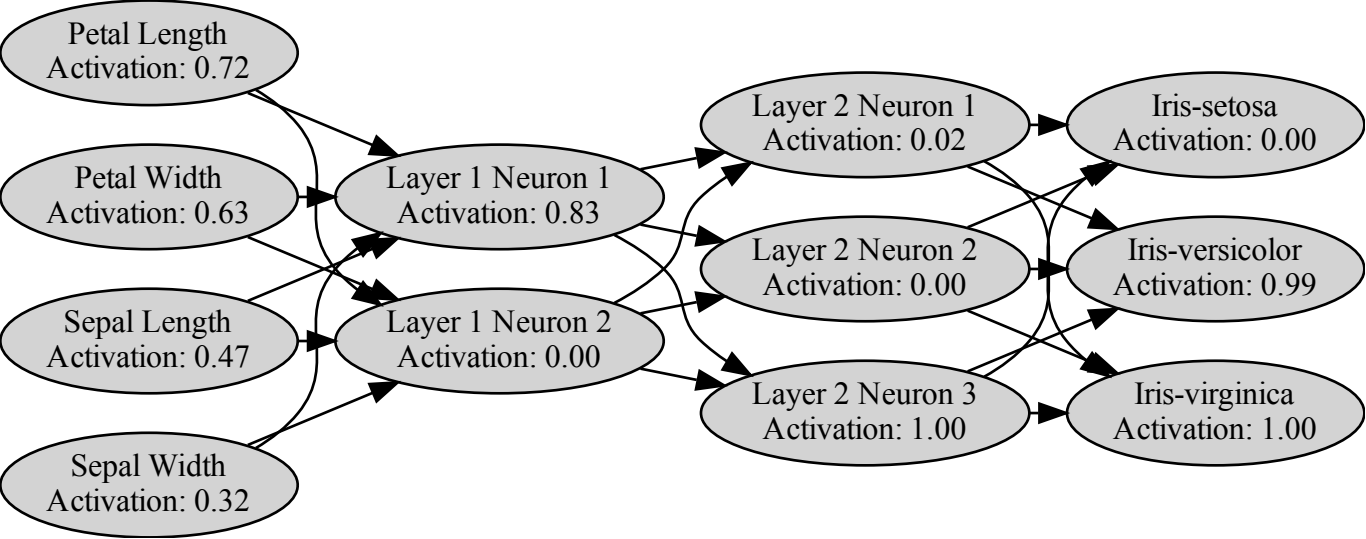 Petal Length
Activation: 0.72
Petal Width
Activation: 0.63
Sepal Length
Activation: 0.47
Sepal Width
Activation: 0.32
Layer 1 Neuron 1
Activation: 0.83
Layer 1 Neuron 2
Activation: 0.00
Layer 2 Neuron 1
Activation: 0.02
Layer 2 Neuron 2
Activation: 0.00
Layer 2 Neuron 3
Activation: 1.00
Iris-setosa
Activation: 0.00
Iris-versicolor
Activation: 0.99
Iris-virginica
Activation: 1.00